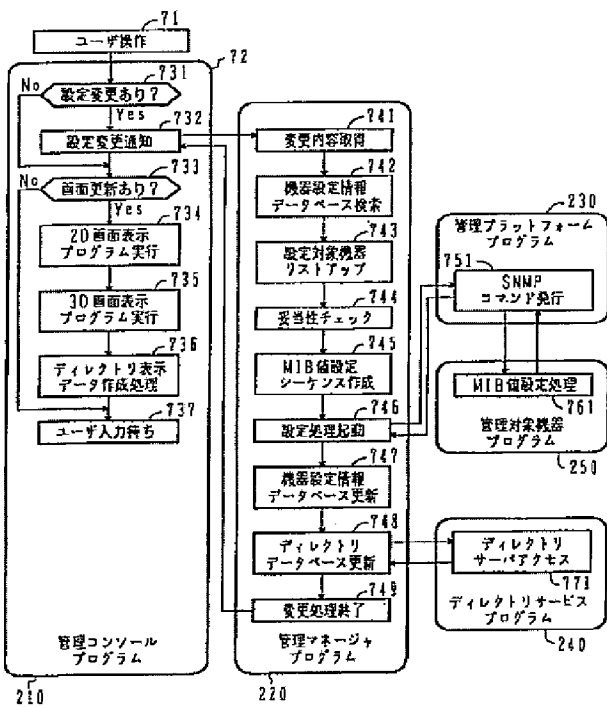 71
ユーザ操作
72
731
設定変更あり?
No
Yes
732
設定変更通知
733
画面更新あり?
No
Yes
734
2D画面表示
プログラム実行
735
3D画面表示
プログラム実行
736
ディレクトリ表示
データ作成処理
737
ユーザ入力待ち
管理コンソール
プログラム
210
741
変更内容取得
742
機器設定情報
データベース検索
743
設定対象機器
リストアップ
744
妥当性チェック
745
MIB値設定
シーケンス作成
746
設定処理起動
747
機器設定情報
データベース更新
748
ディレクトリ
データベース更新
749
変更処理終了
管理マネージャ
プログラム
220
230
管理プラットフォーム
プログラム
751
SNMP
コマンド発行
MIB値設定処理
761
管理対象機器
プログラム
250
ディレクトリ
サーバアクセス
771
ディレクトリサービス
プログラム
240